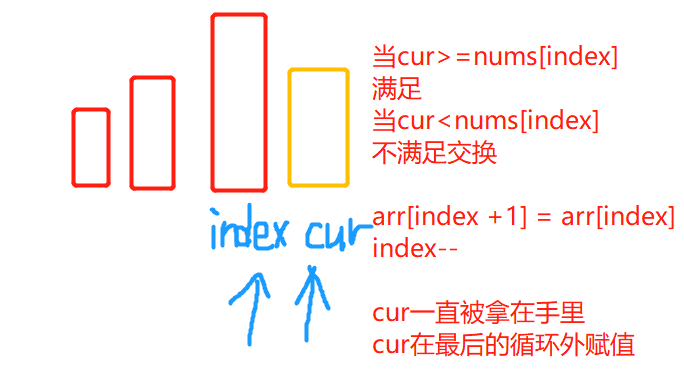 当cur>=nums[index]
满足
当cur<nums[index]
不满足交换
index cur
arr[index +1] = arr[index]
index--
cur一直被拿在手里
cur在最后的循环外赋值